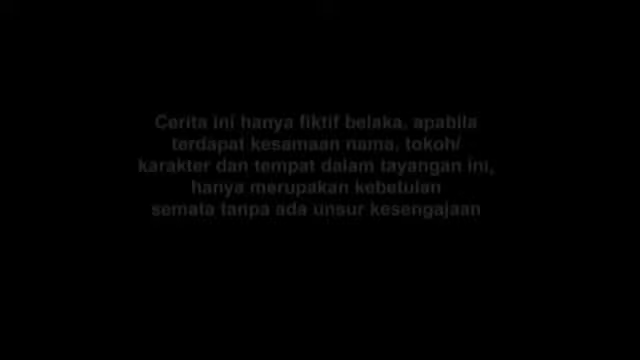 Cerita ini hanya fiktif belaka, apabila
terdapat kesamaan nama, tokoh/
karakter dan tempat dalam tayangan ini,
hanya merupakan kebetulan
semata tanpa ada unsur kesengajaan